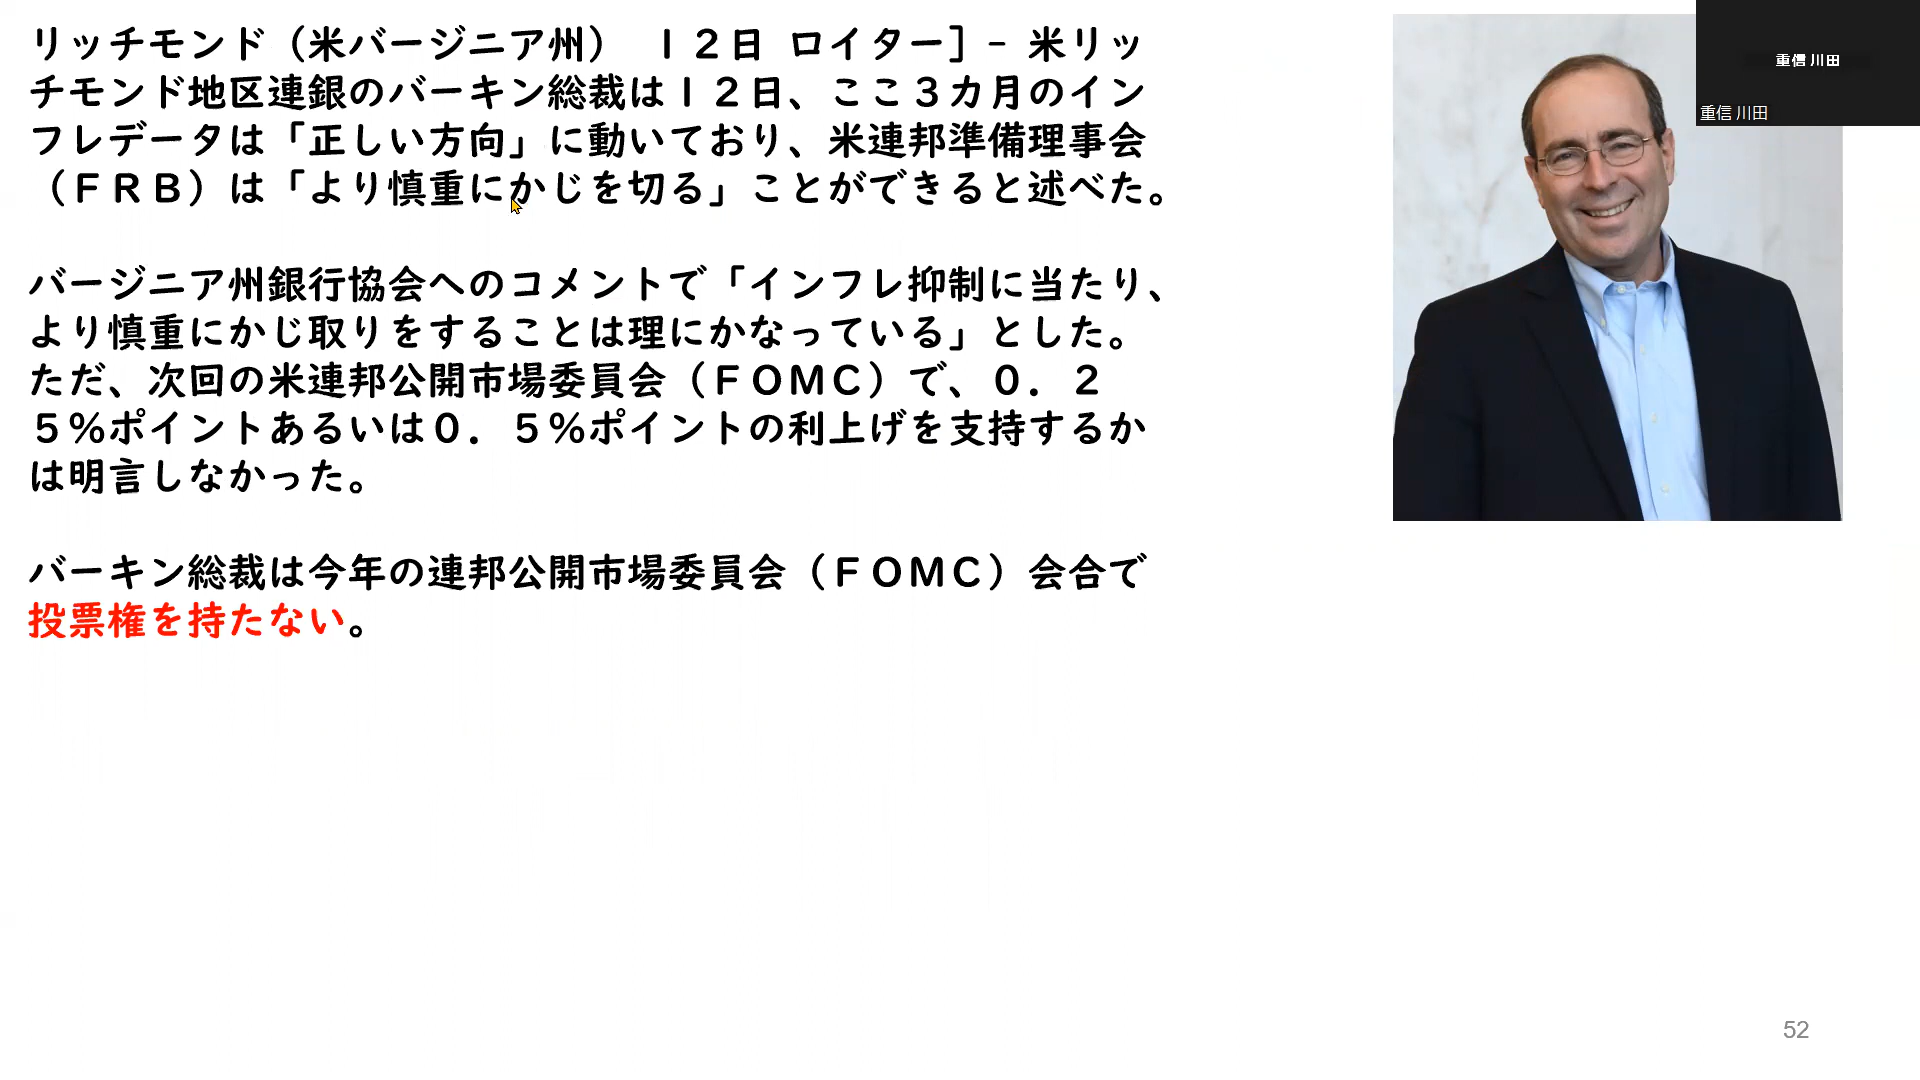 リッチモンド（米バージニア州） １２日 ロイター］- 米リッ
チモンド地区連銀のバーキン総裁は１２日、ここ３カ月のイン
フレデータは「正しい方向」に動いており、米連邦準備理事会
（ＦＲＢ）は「より慎重にかじを切る」ことができると述べた。
バージニア州銀行協会へのコメントで「インフレ抑制に当たり、
より慎重にかじ取りをすることは理にかなっている」とした。
ただ、次回の米連邦公開市場委員会（ＦＯＭＣ）で、０．２
５％ポイントあるいは０．５％ポイントの利上げを支持するか
は明言しなかった。
バーキン総裁は今年の連邦公開市場委員会（ＦＯＭＣ）会合で
投票権を持たない。
重信 川田
重信 川田
52